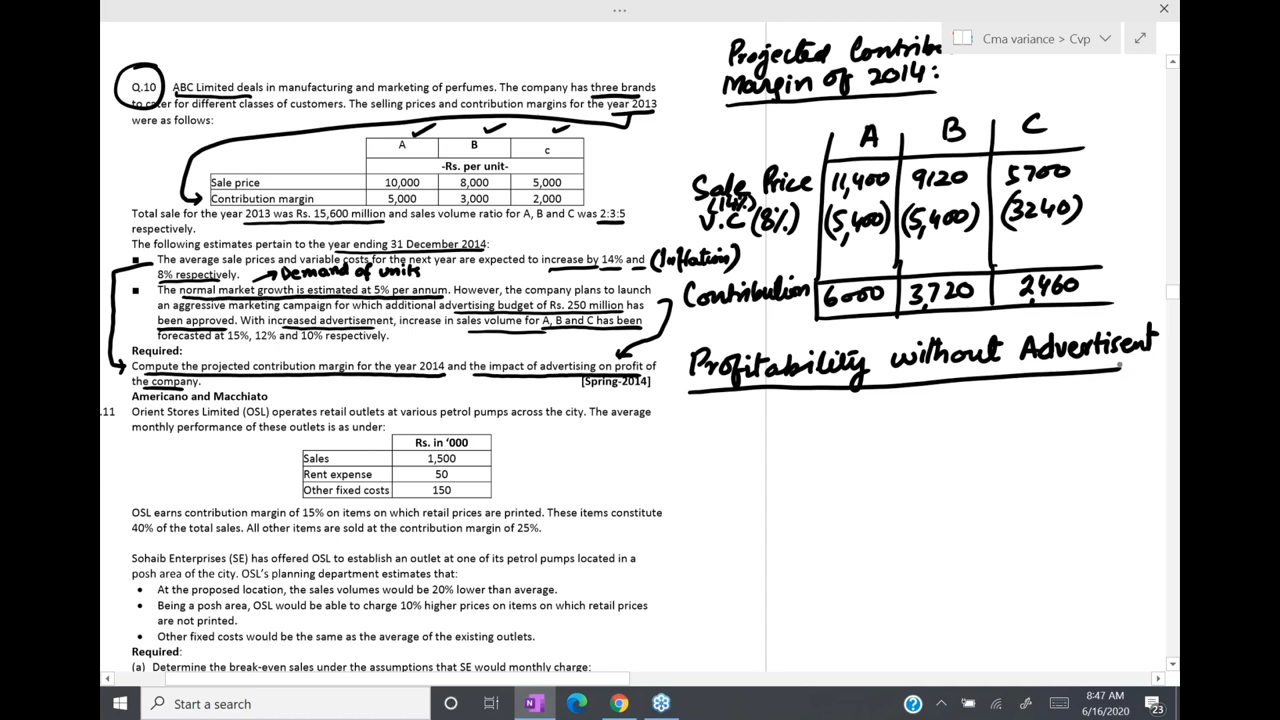 Cma variance > Cvp
Q.10 ABC Limited deals in manufacturing and marketing of perfumes. The company has three brands
to cater for different classes of customers. The selling prices and contribution margins for the year 2013
were as follows:
A B c
-Rs. per unit-
Sale price 10,000 8,000 5,000
Contribution margin 5,000 3,000 2,000
Total sale for the year 2013 was Rs. 15,600 million and sales volume ratio for A, B and C was 2:3:5
respectively.
The following estimates pertain to the year ending 31 December 2014:
■ The average sale prices and variable costs for the next year are expected to increase by 14% and (Inflation)
8% respectively. → Demand of units
■ The normal market growth is estimated at 5% per annum. However, the company plans to launch
an aggressive marketing campaign for which additional advertising budget of Rs. 250 million has
been approved. With increased advertisement, increase in sales volume for A, B and C has been
forecasted at 15%, 12% and 10% respectively.
Required:
Compute the projected contribution margin for the year 2014 and the impact of advertising on profit of
the company. [Spring-2014]
Americano and Macchiato
.11 Orient Stores Limited (OSL) operates retail outlets at various petrol pumps across the city. The average
monthly performance of these outlets is as under:
Rs. in ‘000
Sales 1,500
Rent expense 50
Other fixed costs 150
OSL earns contribution margin of 15% on items on which retail prices are printed. These items constitute
40% of the total sales. All other items are sold at the contribution margin of 25%.
Sohaib Enterprises (SE) has offered OSL to establish an outlet at one of its petrol pumps located in a
posh area of the city. OSL’s planning department estimates that:
• At the proposed location, the sales volumes would be 20% lower than average.
• Being a posh area, OSL would be able to charge 10% higher prices on items on which retail prices
are not printed.
• Other fixed costs would be the same as the average of the existing outlets.
Required:
(a) Determine the break-even sales under the assumptions that SE would monthly charge:
Projected Contribu
Margin of 2014:
A B C
Sale Price 11,400 9120 5700
(14%)
V.C (8%) (5,400) (5,400) (3240)
Contribution 6000 3,720 2,460
Profitability without Advertisent
Start a search
8:47 AM
6/16/2020
23